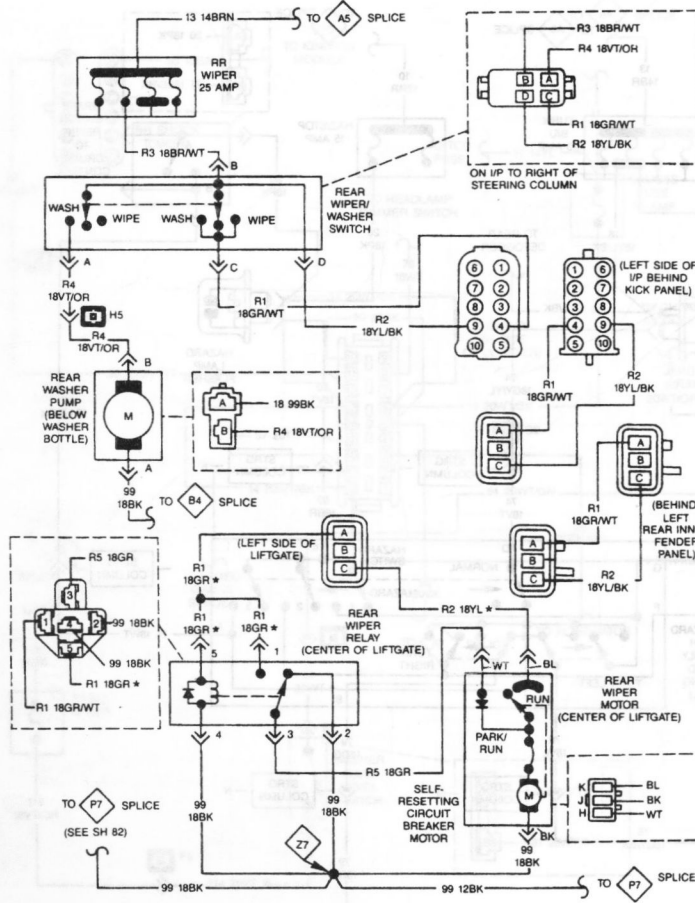 13 14BRN
TO A5 SPLICE
RR
WIPER
25 AMP
R3 18BR/WT
R4 18VT/OR
B A
D C
R1 18GR/WT
R2 18YL/BK
ON I/P TO RIGHT OF
STEERING COLUMN
R3 18BR/WT
B
WASH
WIPE
WASH
WIPE
REAR
WIPER/
WASHER
SWITCH
A
C
D
R4
18VT/OR
H5
R4
18VT/OR
B
R1
18GR/WT
R2
18YL/BK
6 1
7 2
8 3
9 4
10 5
1 6
2 7
3 8
4 9
5 10
(LEFT SIDE OF
I/P BEHIND
KICK PANEL)
REAR
WASHER
PUMP
(BELOW
WASHER
BOTTLE)
M
A
99
18BK
TO B4 SPLICE
A
18 99BK
B
R4 18VT/OR
R1
18GR/WT
R2
18YL/BK
A
B
C
A
B
C
(BEHIND
LEFT
REAR INN
FENDER
PANEL)
R1
18GR/WT
A
B
C
R2
18YL/BK
(LEFT SIDE OF
LIFTGATE)
A
B
C
R5 18GR
3
1 4 2
5
99 18BK
99 18BK
R1 18GR*
R1 18GR/WT
R1
18GR*
R1
18GR*
R1
18GR*
5
1
REAR
WIPER
RELAY
(CENTER OF LIFTGATE)
R2 18YL*
4
3
2
WT
BL
RUN
PARK/
RUN
M
BK
REAR
WIPER
MOTOR
(CENTER OF LIFTGATE)
R5 18GR
SELF-
RESETTING
CIRCUIT
BREAKER
MOTOR
K BL
J BK
H WT
TO P7 SPLICE
(SEE SH 82)
99
18BK
99
18BK
99
18BK
Z7
99 18BK
99 12BK
TO P7 SPLICE